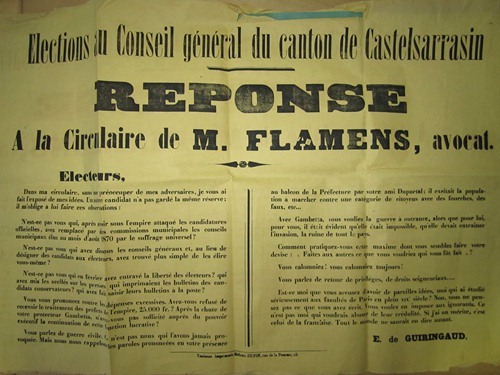 Elections au Conseil général du canton de Castelsarrasin
REPONSE
A la Circulaire de M. FLAMENS, avocat.
Electeurs,
Dans ma circulaire, sans me préoccuper de mes adversaires, je vous ai
fait l'exposé de mes idées. Un autre candidat n'a pas gardé la même réserve;
il m'oblige à lui faire ces allocutions :
N'est-ce pas vous qui, après avoir sous l'empire attaqué les candidatures
officielles, avez remplacé par des commissions municipales les conseils
municipaux élus au mois d'août 1870 par le suffrage universel ?
N'est-ce pas vous qui avez dissous les conseils généraux et, au lieu de
désigner des candidats aux électeurs, avez trouvé plus simple de les élire
vous-même ?
N'est-ce pas vous qui en février avez entravé la liberté des électeurs ? qui
avez mis les scellés sur les presses qui imprimaient les bulletins des can-
didats conservateurs ? qui avez fait saisir leurs bulletins à la poste ?
Vous vous prononcez contre les dépenses excessives. Avez-vous refusé de
recevoir le traitement des préfets de l'empire, 25,000 fr. ? Après la chute de
votre protecteur Gambetta, n'avez-vous pas sollicité auprès du pouvoir
exécutif la continuation de cette fonction lucrative ?
Vous parlez de guerre civile. Ce n'est pas nous qui l'avons jamais pro-
voquée. Mais nous nous rappelons les paroles prononcées en votre présence
au balcon de la Préfecture par votre ami Duportal; il excitait la population
à marcher contre une catégorie de citoyens avec des fourches, des
faux, etc...
Avec Gambetta, vous vouliez la guerre à outrance, alors que pour lui,
pour vous, il était évident qu'elle était impossible, qu'elle devait entraîner
l'invasion, la ruine de tout le pays.
Comment pratiquez-vous cette maxime dont vous semblez faire votre
devise : Faites aux autres ce que vous voudriez qui vous fût fait ?
Vous calomniez ! vous calomniez toujours !
Vous parlez de retour de privilèges, de droits seigneuriaux....
Est-ce moi que vous accusez d'avoir de pareilles idées, moi qui ai étudié
sérieusement aux facultés de Paris en plein XIXe siècle ? Non, vous ne pen-
sez pas ce que vous avez écrit. Vous voulez en imposer aux ignorants. Ce
n'est pas moi qui voudrais abuser de leur crédulité. Si j'ai un mérite, c'est
celui de la franchise. Tout le monde ne saurait en dire autant.
E. de GUIRINGAUD.